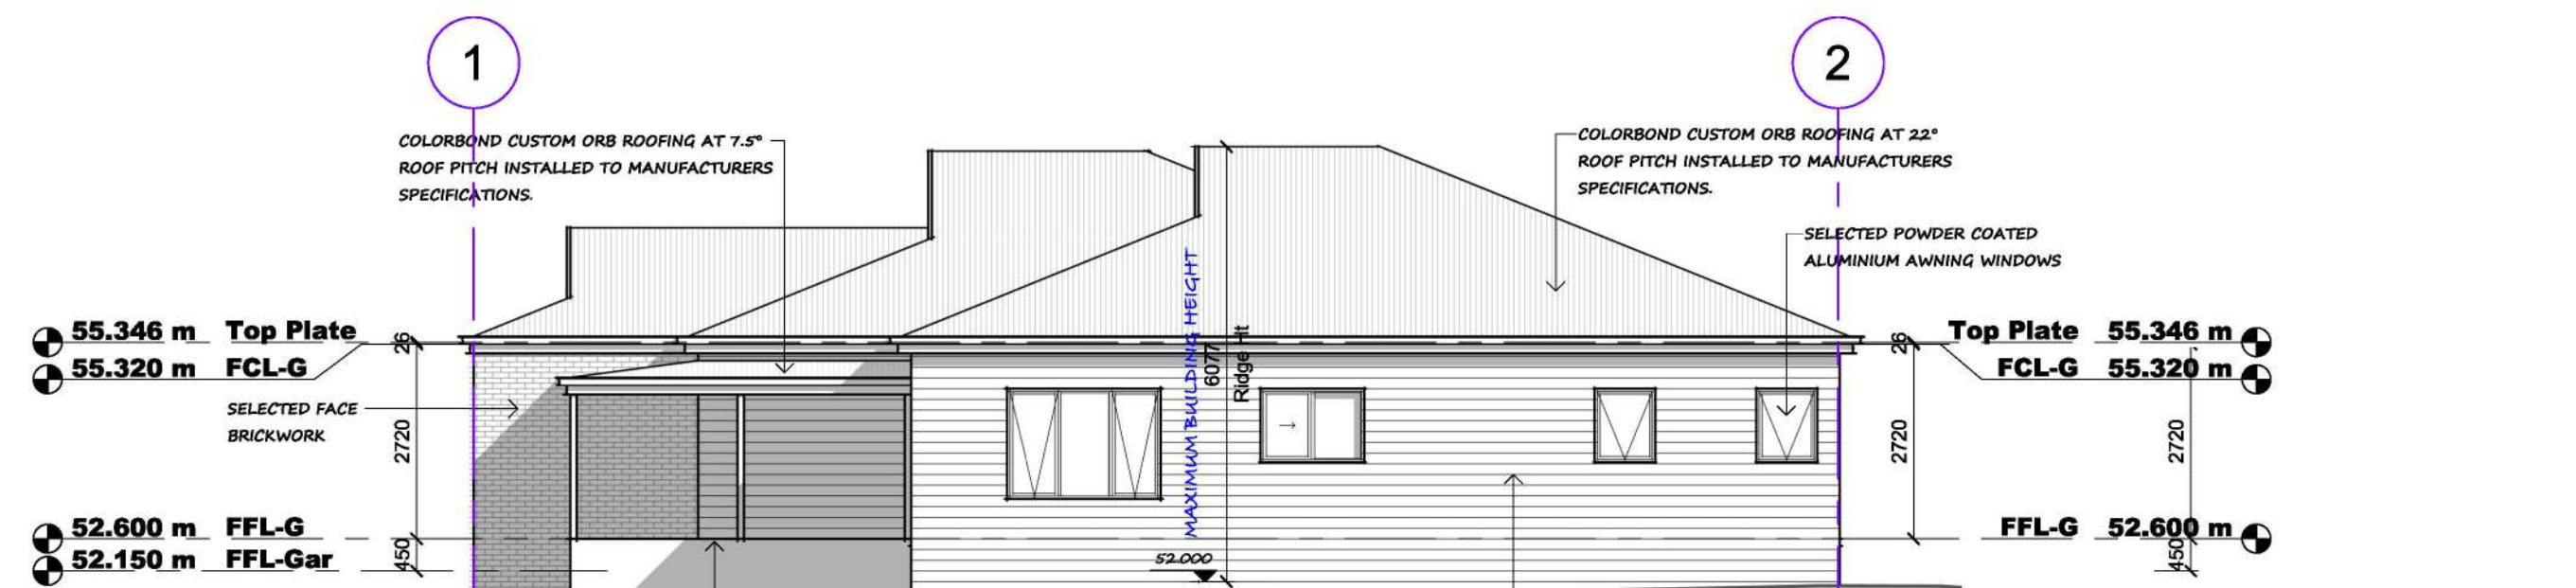 1
2
COLORBOND CUSTOM ORB ROOFING AT 7.5°
ROOF PITCH INSTALLED TO MANUFACTURERS
SPECIFICATIONS.
COLORBOND CUSTOM ORB ROOFING AT 22°
ROOF PITCH INSTALLED TO MANUFACTURERS
SPECIFICATIONS.
SELECTED POWDER COATED
ALUMINIUM AWNING WINDOWS
55.346 m Top Plate
55.320 m FCL-G
26
SELECTED FACE
BRICKWORK
2720
52.600 m FFL-G
52.150 m FFL-Gar
450
MAXIMUM BUILDING HEIGHT
6077
Ridge Ht
52.000
26
Top Plate 55.346 m
FCL-G 55.320 m
2720
2720
FFL-G 52.600 m
450